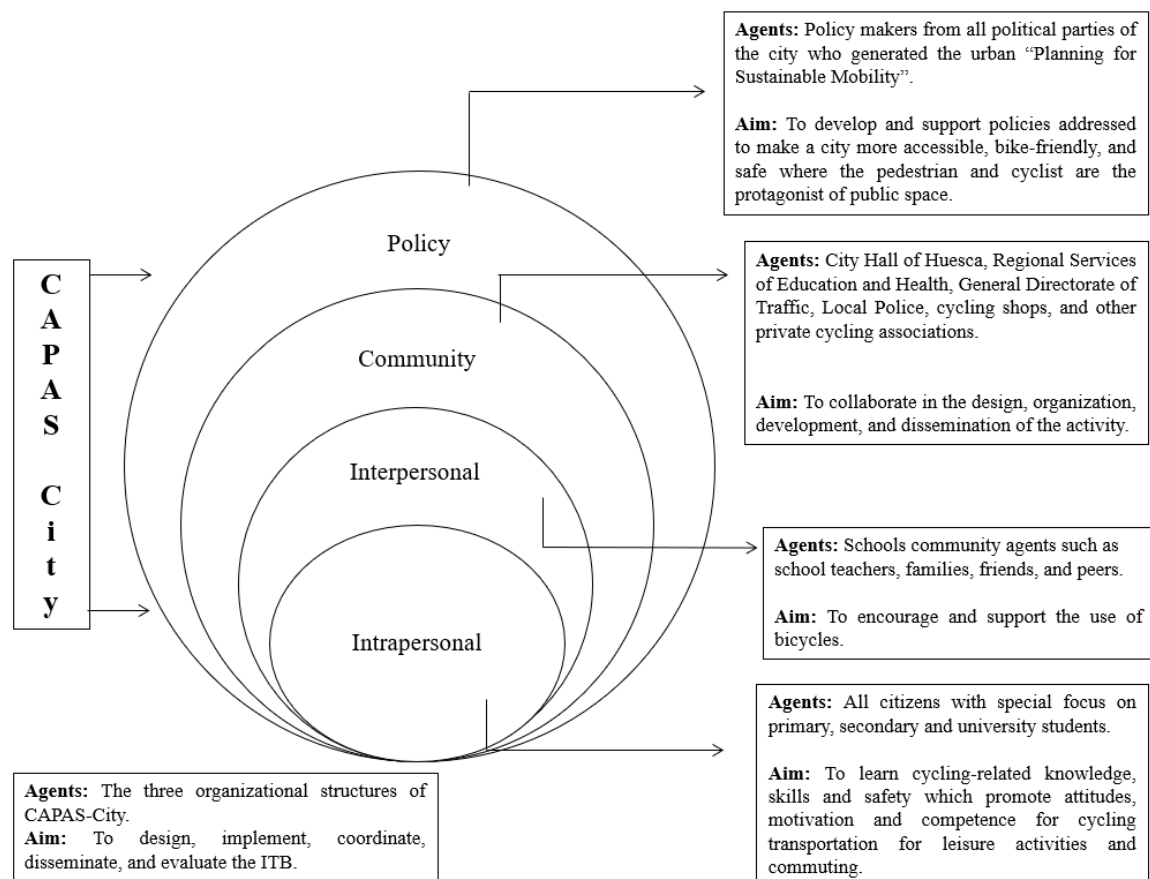 Agents: Policy makers from all political parties of
the city who generated the urban “Planning for
Sustainable Mobility”.
Aim: To develop and support policies addressed
to make a city more accessible, bike-friendly, and
safe where the pedestrian and cyclist are the
protagonist of public space.
Policy
Agents: City Hall of Huesca, Regional Services
of Education and Health, General Directorate of
Traffic, Local Police, cycling shops, and other
private cycling associations.
Aim: To collaborate in the design, organization,
development, and dissemination of the activity.
CAPAS City
Community
Interpersonal
Agents: Schools community agents such as
school teachers, families, friends, and peers.
Aim: To encourage and support the use of
bicycles.
Intrapersonal
Agents: All citizens with special focus on
primary, secondary and university students.
Aim: To learn cycling-related knowledge,
skills and safety which promote attitudes,
motivation and competence for cycling
transportation for leisure activities and
commuting.
Agents: The three organizational structures of
CAPAS-City.
Aim: To design, implement, coordinate,
disseminate, and evaluate the ITB.